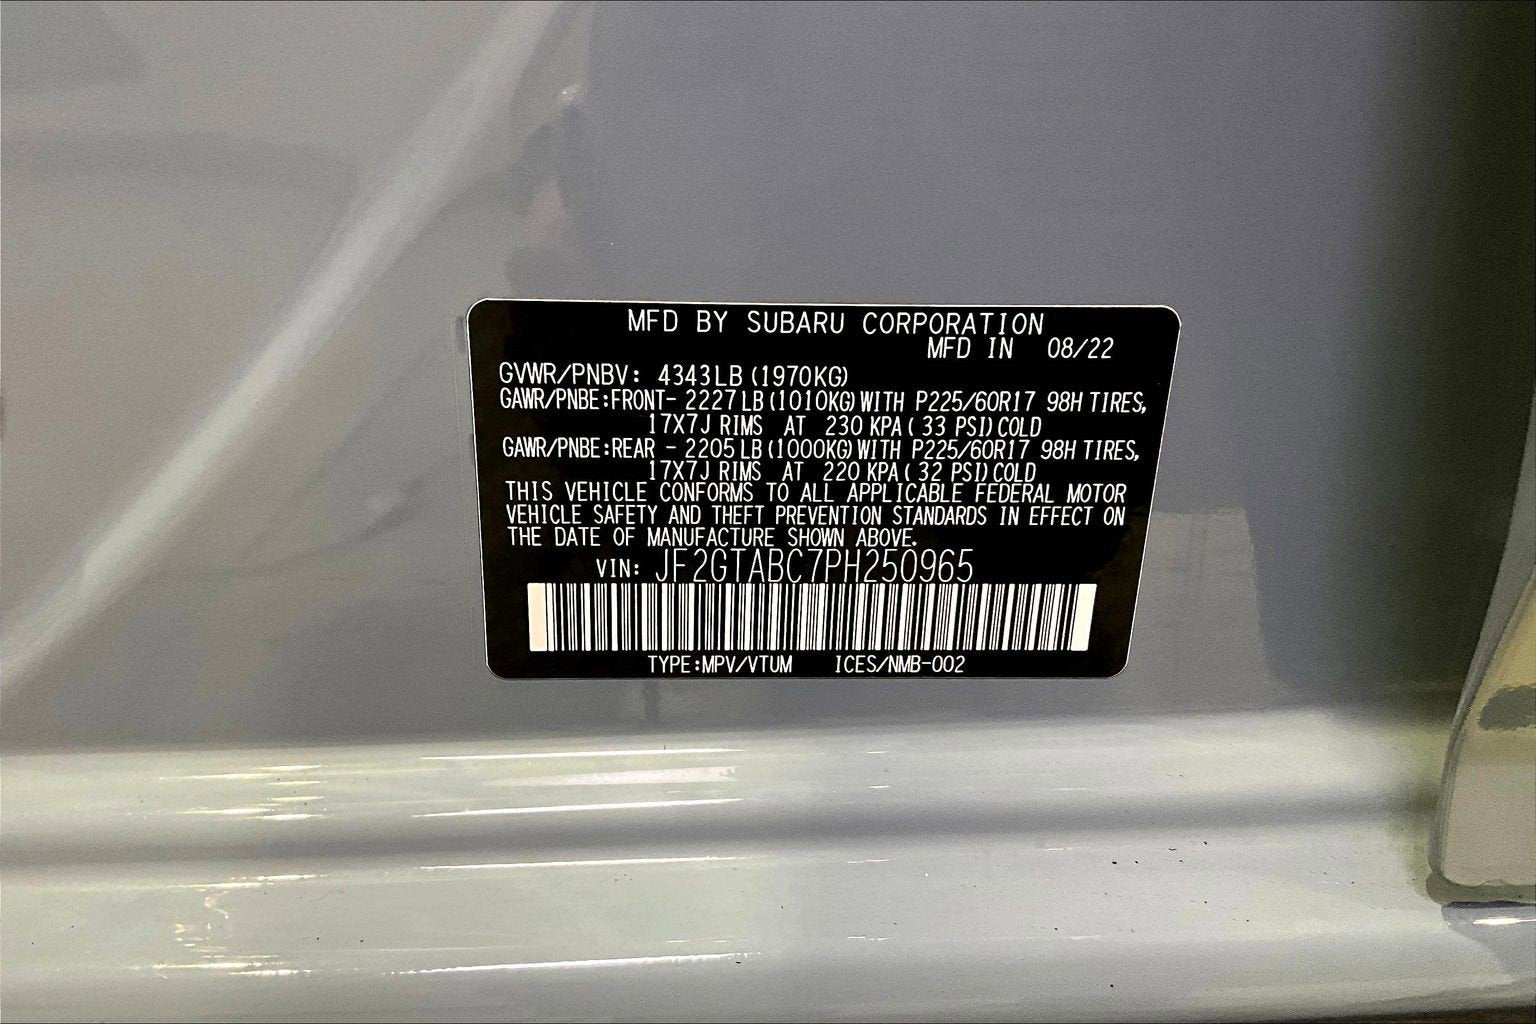 MFD BY SUBARU CORPORATION
MFD IN 08/22
GVWR/PNBV: 4343LB (1970KG)
GAWR/PNBE:FRONT- 2227LB (1010KG) WITH P225/60R17 98H TIRES,
17X7J RIMS AT 230 KPA ( 33 PSI) COLD
GAWR/PNBE:REAR - 2205LB (1000KG) WITH P225/60R17 98H TIRES,
17X7J RIMS AT 220 KPA ( 32 PSI) COLD
THIS VEHICLE CONFORMS TO ALL APPLICABLE FEDERAL MOTOR
VEHICLE SAFETY AND THEFT PREVENTION STANDARDS IN EFFECT ON
THE DATE OF MANUFACTURE SHOWN ABOVE.
VIN: JF2GTABC7PH250965
TYPE:MPV/VTUM ICES/NMB-002